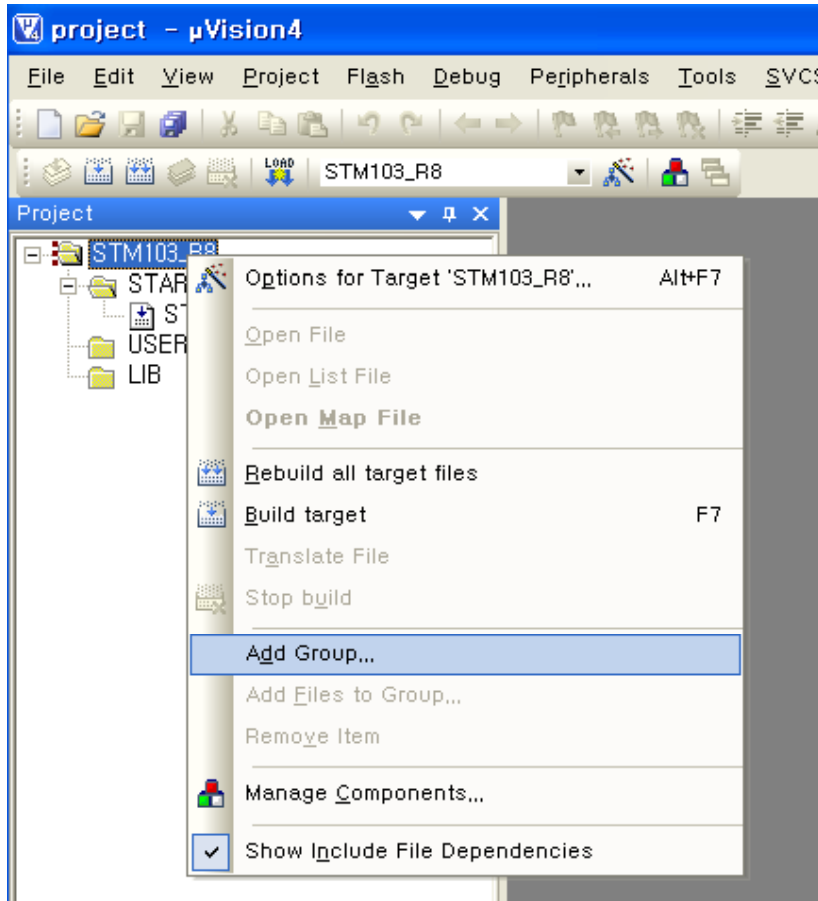 project - µVision4
File Edit View Project Flash Debug Peripherals Tools SVCS
LOAD STM103_R8
Project
STM103_R8
STAR
ST
USER
LIB
Options for Target 'STM103_R8'... Alt+F7
Open File
Open List File
Open Map File
Rebuild all target files
Build target F7
Translate File
Stop build
Add Group...
Add Files to Group...
Remove Item
Manage Components...
Show Include File Dependencies